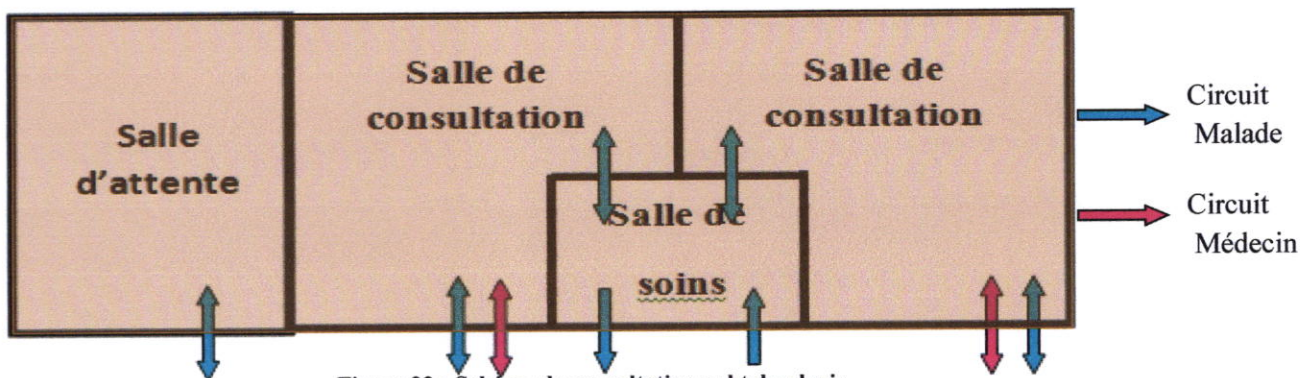 Salle
d'attente
Salle de
consultation
Salle de
consultation
Salle de
soins
Circuit
Malade
Circuit
Médecin